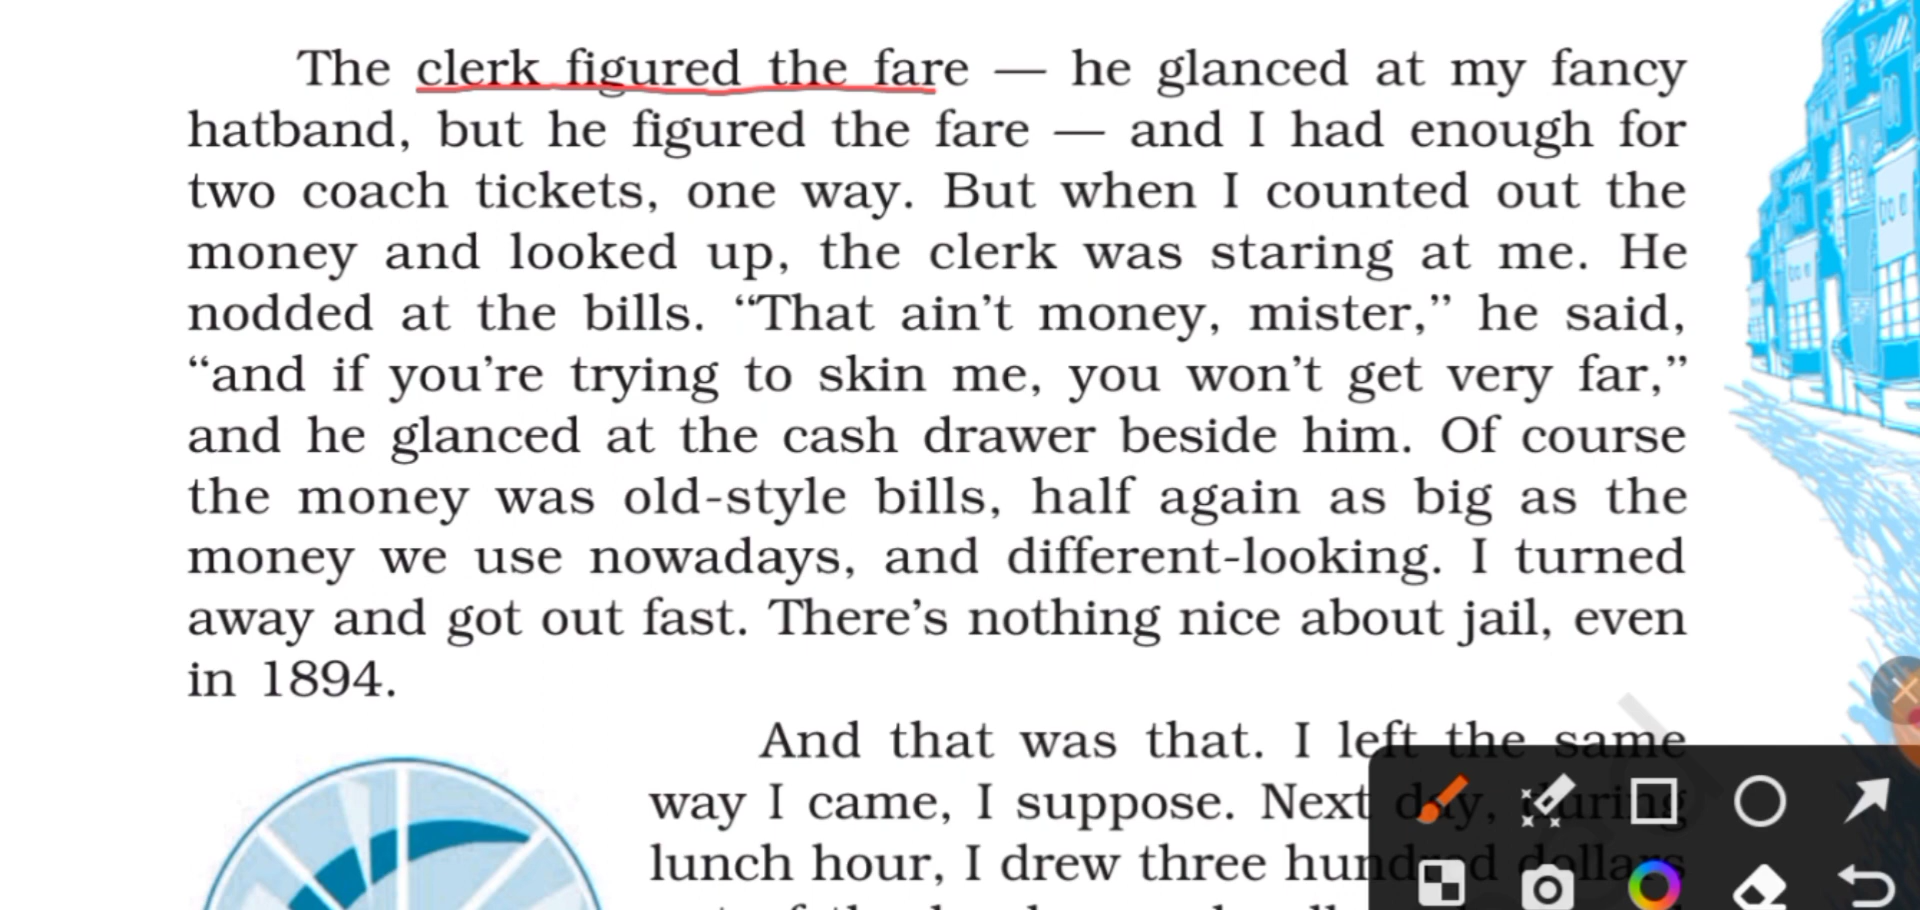 The clerk figured the fare — he glanced at my fancy
hatband, but he figured the fare — and I had enough for
two coach tickets, one way. But when I counted out the
money and looked up, the clerk was staring at me. He
nodded at the bills. “That ain’t money, mister,” he said,
“and if you’re trying to skin me, you won’t get very far,”
and he glanced at the cash drawer beside him. Of course
the money was old-style bills, half again as big as the
money we use nowadays, and different-looking. I turned
away and got out fast. There’s nothing nice about jail, even
in 1894.
And that was that. I left the same
way I came, I suppose. Next day, during
lunch hour, I drew three hundred dollars